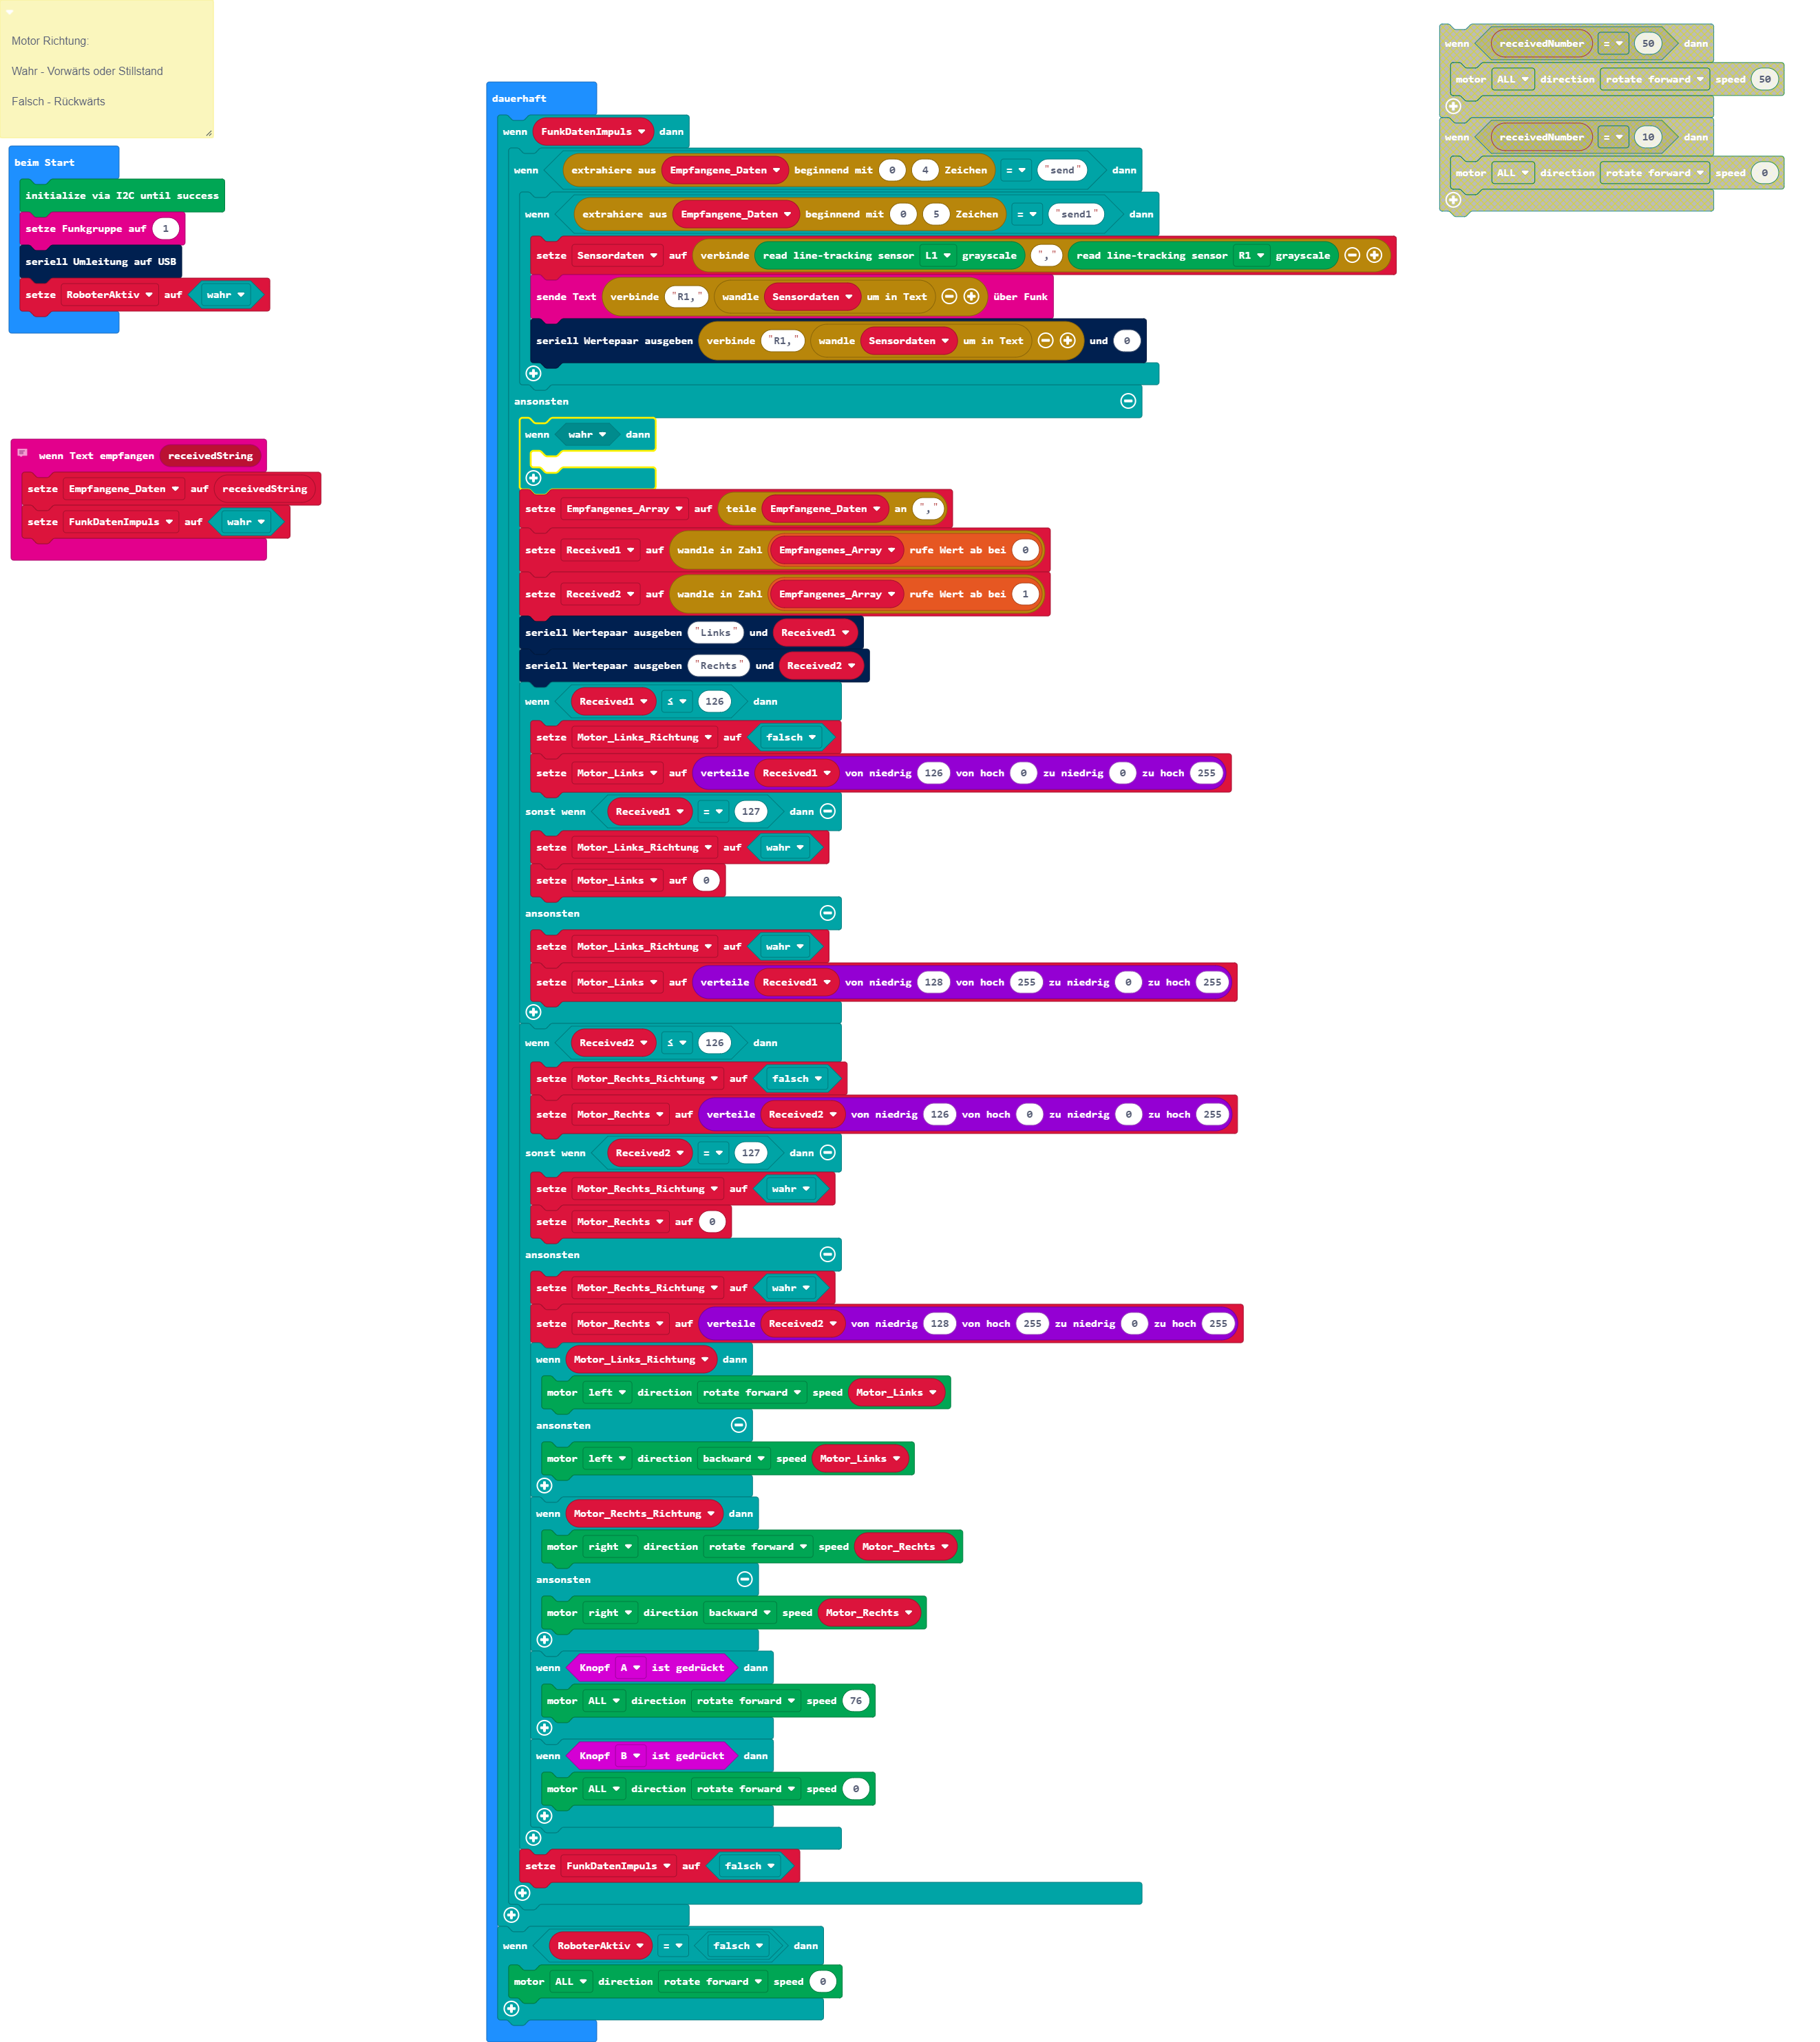 Motor Richtung:
Wahr - Vorwärts oder Stillstand
Falsch - Rückwärts
beim Start
initialize via I2C until success
setze Funkgruppe auf 1
seriell Umleitung auf USB
setze RoboterAktiv auf wahr
wenn Text empfangen receivedString
setze Empfangene_Daten auf receivedString
setze FunkDatenImpuls auf wahr
dauerhaft
wenn FunkDatenImpuls dann
wenn extrahiere aus Empfangene_Daten beginnend mit 0 4 Zeichen = "send" dann
wenn extrahiere aus Empfangene_Daten beginnend mit 0 5 Zeichen = "send1" dann
setze Sensordaten auf verbinde read line-tracking sensor L1 grayscale "," read line-tracking sensor R1 grayscale
sende Text verbinde "R1," wandle Sensordaten um in Text über Funk
seriell Wertepaar ausgeben verbinde "R1," wandle Sensordaten um in Text und 0
ansonsten
wenn wahr dann
setze Empfangenes_Array auf teile Empfangene_Daten an ","
setze Received1 auf wandle in Zahl Empfangenes_Array rufe Wert ab bei 0
setze Received2 auf wandle in Zahl Empfangenes_Array rufe Wert ab bei 1
seriell Wertepaar ausgeben "Links" und Received1
seriell Wertepaar ausgeben "Rechts" und Received2
wenn Received1 ≤ 126 dann
setze Motor_Links_Richtung auf falsch
setze Motor_Links auf verteile Received1 von niedrig 126 von hoch 0 zu niedrig 0 zu hoch 255
sonst wenn Received1 = 127 dann
setze Motor_Links_Richtung auf wahr
setze Motor_Links auf 0
ansonsten
setze Motor_Links_Richtung auf wahr
setze Motor_Links auf verteile Received1 von niedrig 128 von hoch 255 zu niedrig 0 zu hoch 255
wenn Received2 ≤ 126 dann
setze Motor_Rechts_Richtung auf falsch
setze Motor_Rechts auf verteile Received2 von niedrig 126 von hoch 0 zu niedrig 0 zu hoch 255
sonst wenn Received2 = 127 dann
setze Motor_Rechts_Richtung auf wahr
setze Motor_Rechts auf 0
ansonsten
setze Motor_Rechts_Richtung auf wahr
setze Motor_Rechts auf verteile Received2 von niedrig 128 von hoch 255 zu niedrig 0 zu hoch 255
wenn Motor_Links_Richtung dann
motor left direction rotate forward speed Motor_Links
ansonsten
motor left direction backward speed Motor_Links
wenn Motor_Rechts_Richtung dann
motor right direction rotate forward speed Motor_Rechts
ansonsten
motor right direction backward speed Motor_Rechts
wenn Knopf A ist gedrückt dann
motor ALL direction rotate forward speed 76
wenn Knopf B ist gedrückt dann
motor ALL direction rotate forward speed 0
setze FunkDatenImpuls auf falsch
wenn RoboterAktiv = falsch dann
motor ALL direction rotate forward speed 0
wenn receivedNumber = 50 dann
motor ALL direction rotate forward speed 50
wenn receivedNumber = 10 dann
motor ALL direction rotate forward speed 0